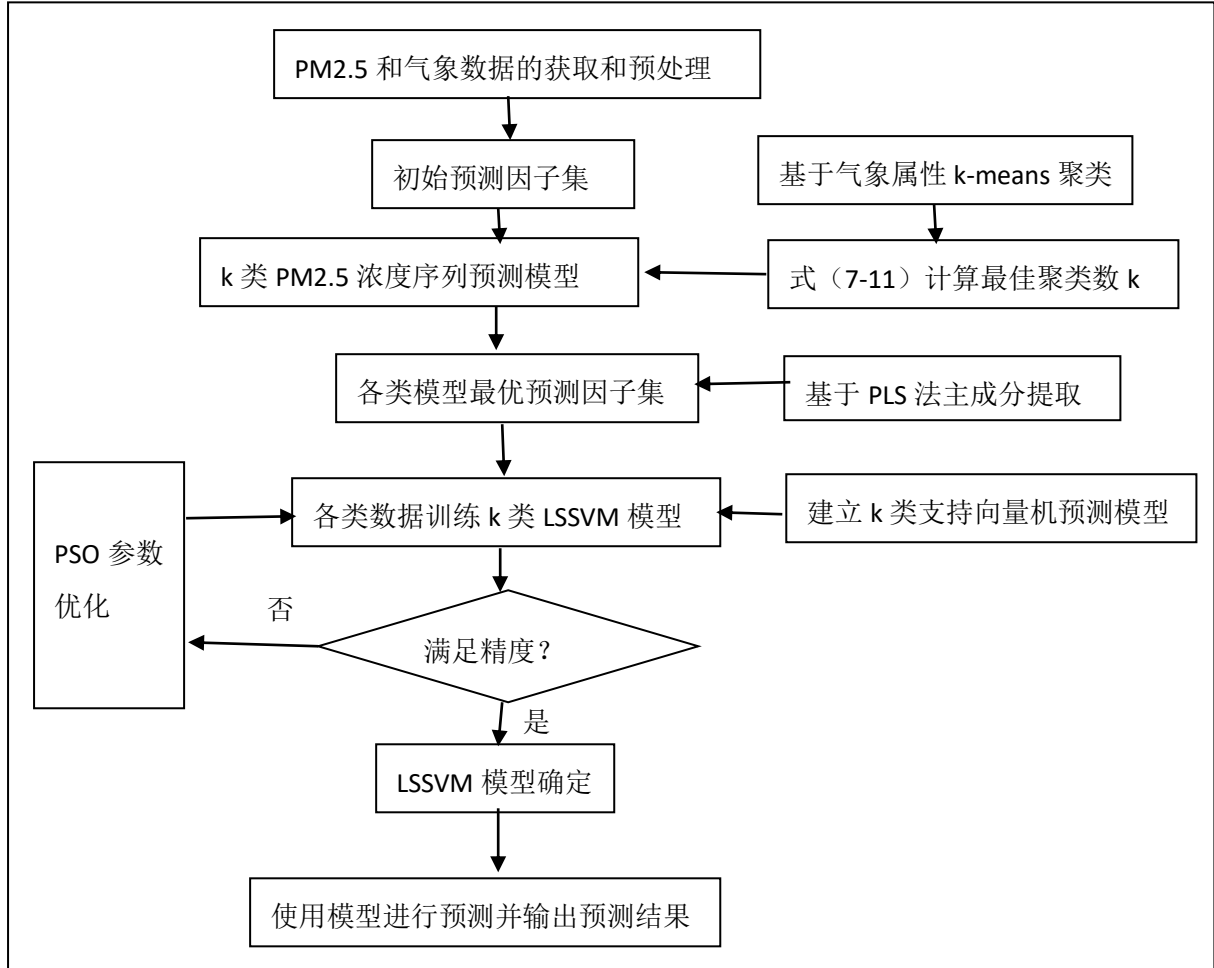 PM2.5 和气象数据的获取和预处理
初始预测因子集
基于气象属性 k-means 聚类
k 类 PM2.5 浓度序列预测模型
式（7-11）计算最佳聚类数 k
各类模型最优预测因子集
基于 PLS 法主成分提取
各类数据训练 k 类 LSSVM 模型
建立 k 类支持向量机预测模型
PSO 参数
优化
否
满足精度？
是
LSSVM 模型确定
使用模型进行预测并输出预测结果